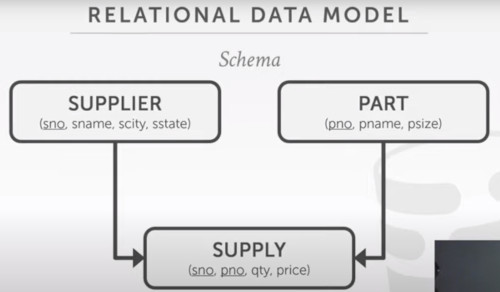 RELATIONAL DATA MODEL
Schema
SUPPLIER
(sno, sname, scity, sstate)
PART
(pno, pname, psize)
SUPPLY
(sno, pno, qty, price)